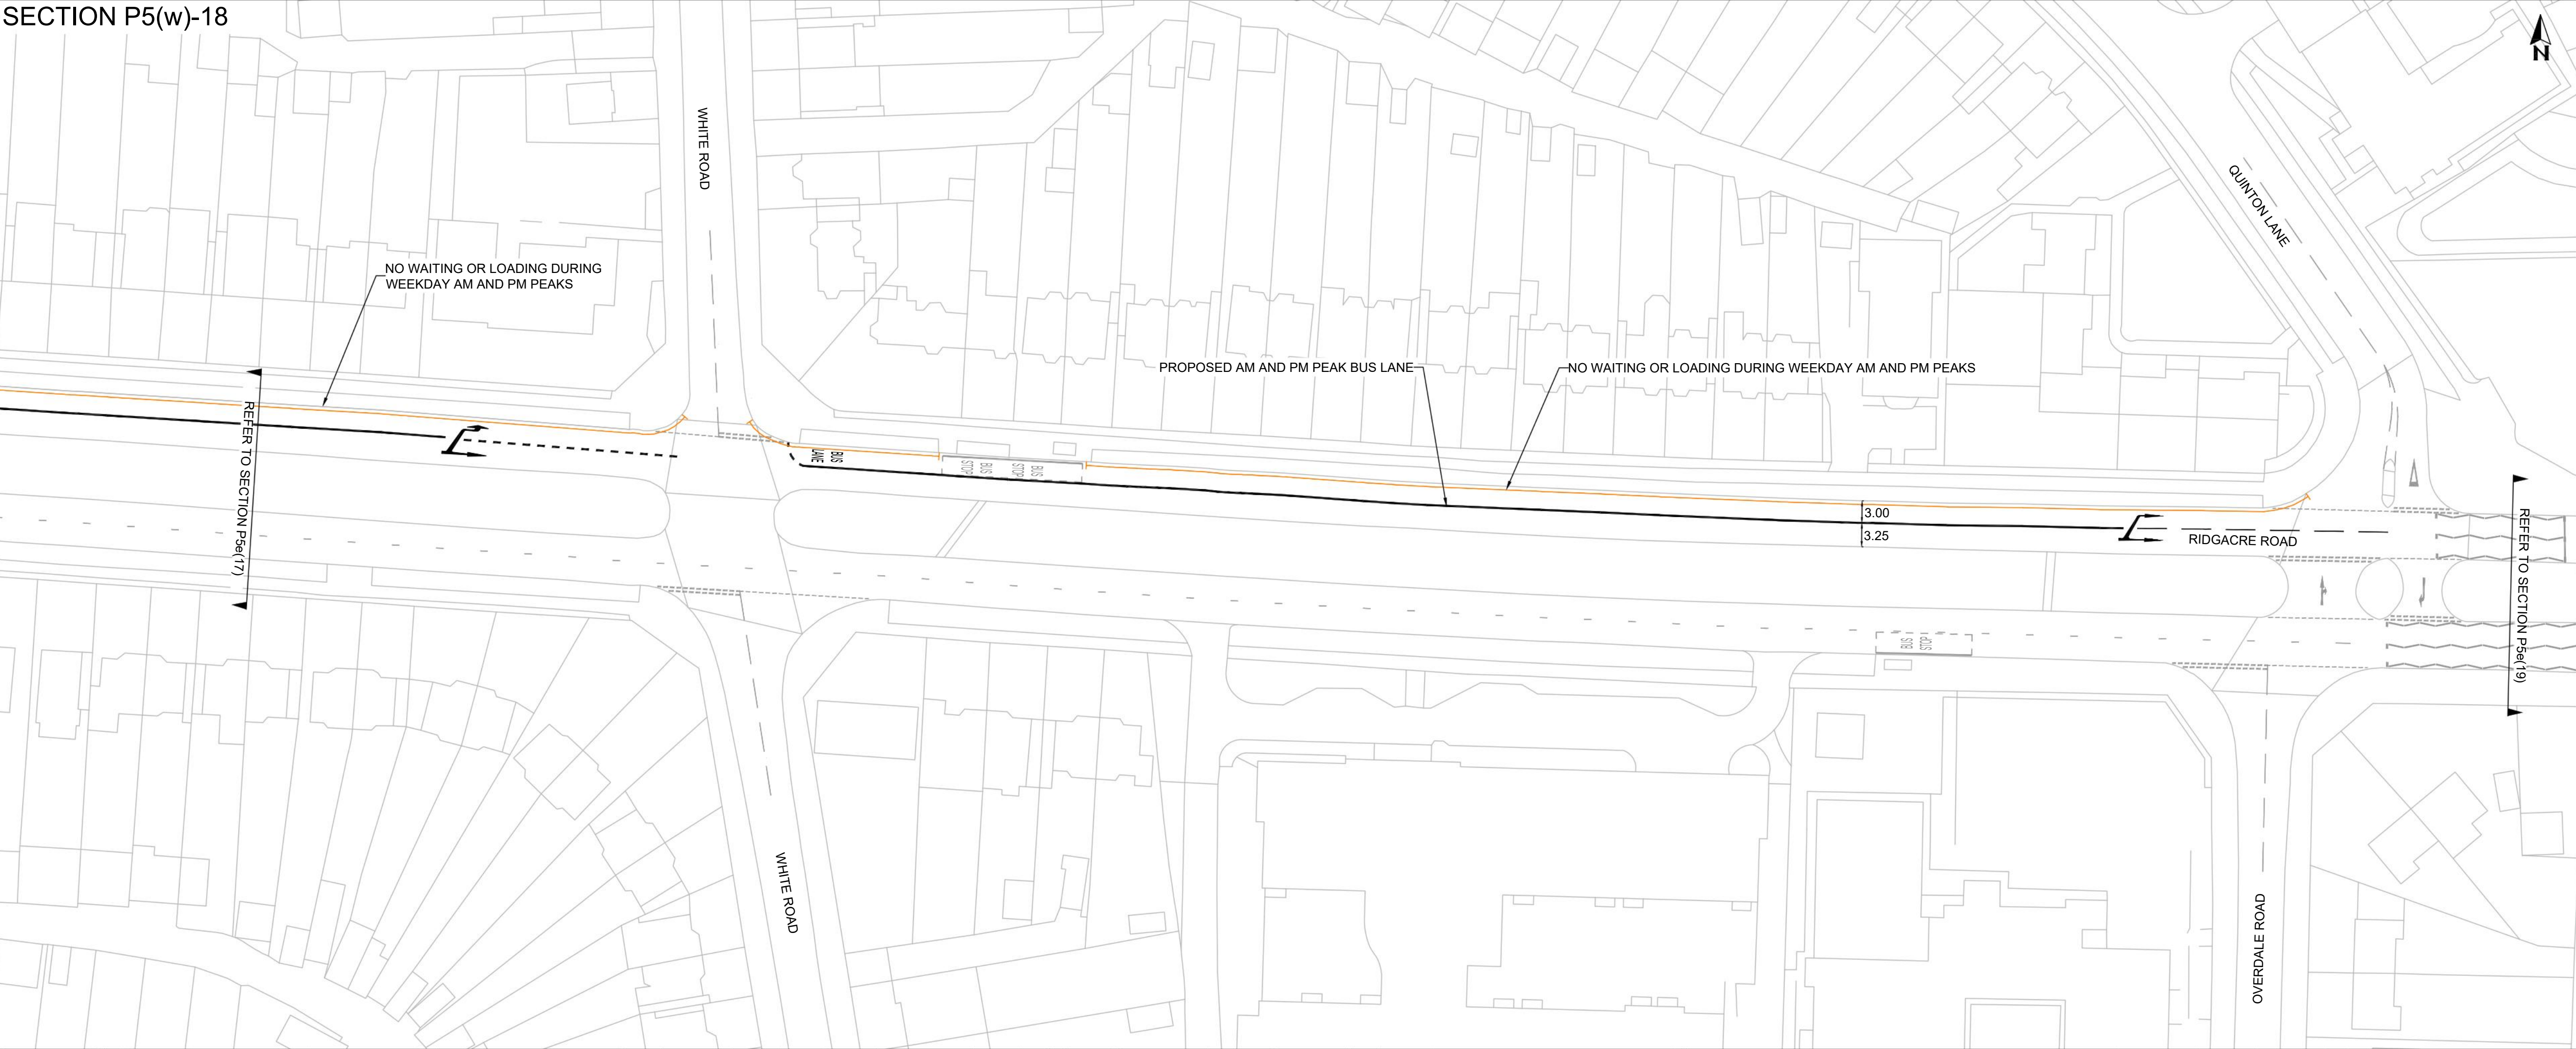 SECTION P5(w)-18
N
WHITE ROAD
QUINTON LANE
NO WAITING OR LOADING DURING
WEEKDAY AM AND PM PEAKS
PROPOSED AM AND PM PEAK BUS LANE
NO WAITING OR LOADING DURING WEEKDAY AM AND PM PEAKS
REFER TO SECTION P5e(17)
BUS
LANE
BUS
STOP
BUS
STOP
3.00
3.25
RIDGACRE ROAD
REFER TO SECTION P5e(19)
BUS
STOP
WHITE ROAD
OVERDALE ROAD